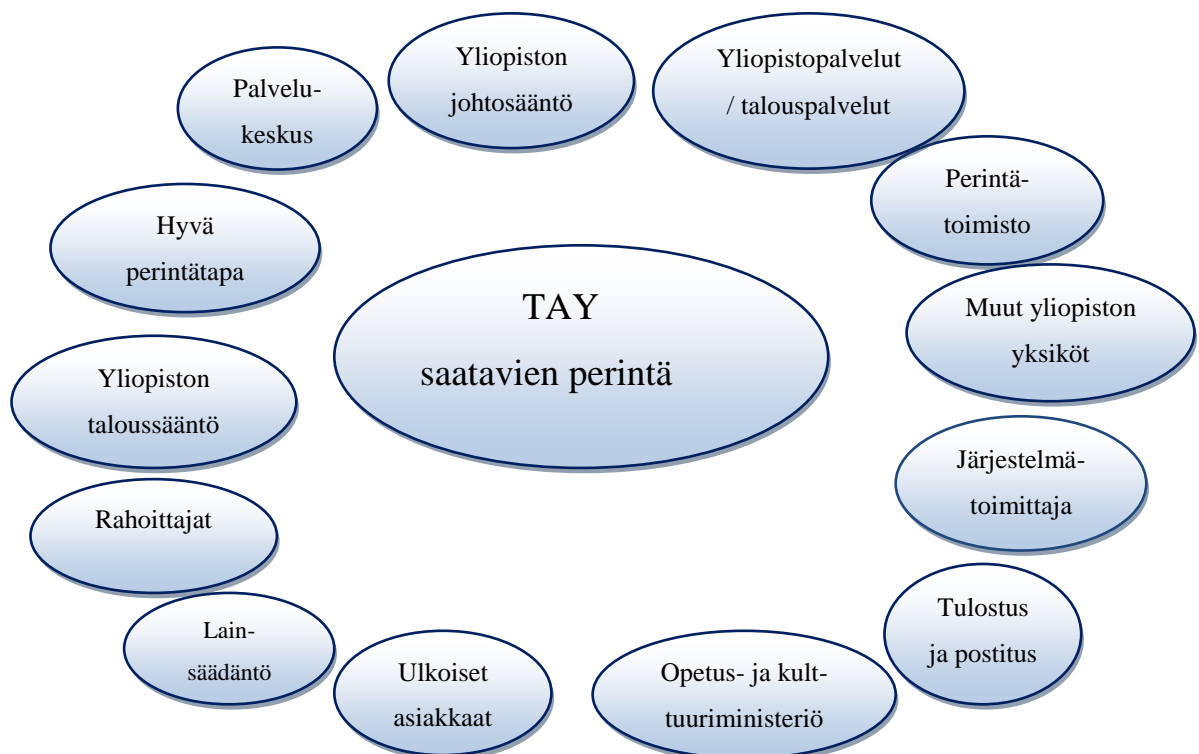 Yliopiston
johtosääntö
Yliopistopalvelut
/ talouspalvelut
Palvelu-
keskus
Perintä-
toimisto
Hyvä
perintätapa
TAY
saatavien perintä
Muut yliopiston
yksiköt
Yliopiston
taloussääntö
Järjestelmä-
toimittaja
Rahoittajat
Tulostus
ja postitus
Lain-
säädäntö
Ulkoiset
asiakkaat
Opetus- ja kult-
tuuriministeriö